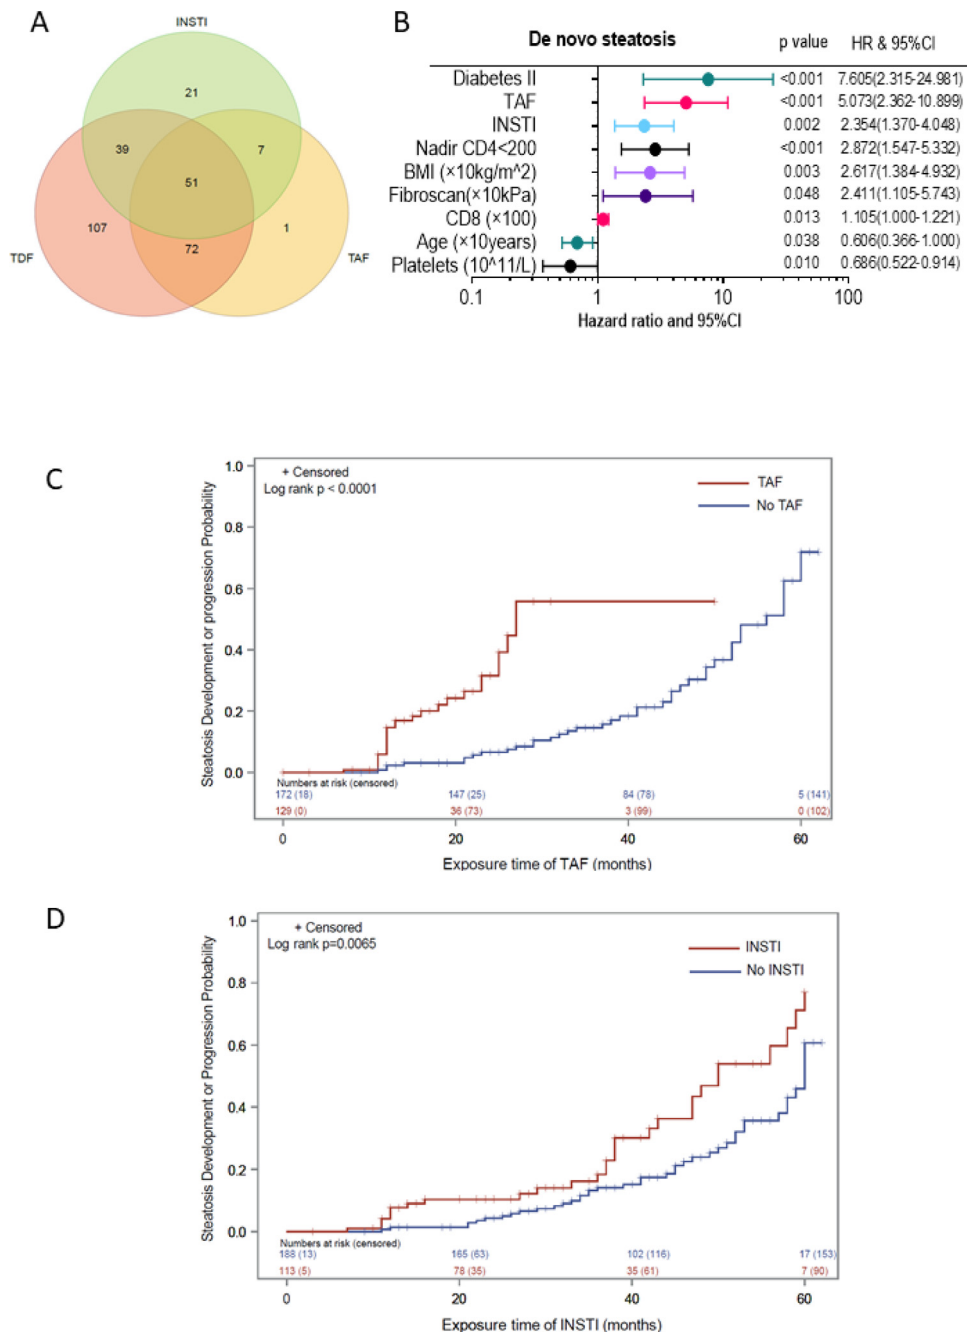 A
INSTI
21
39
7
51
107
1
72
TDF
TAF
B
De novo steatosis p value HR & 95%CI
Diabetes II <0.001 7.605(2.315-24.981)
TAF <0.001 5.073(2.362-10.899)
INSTI 0.002 2.354(1.370-4.048)
Nadir CD4<200 <0.001 2.872(1.547-5.332)
BMI (×10kg/m^2) 0.003 2.617(1.384-4.932)
Fibroscan(×10kPa) 0.048 2.411(1.105-5.743)
CD8 (×100) 0.013 1.105(1.000-1.221)
Age (×10years) 0.038 0.606(0.366-1.000)
Platelets (10^11/L) 0.010 0.686(0.522-0.914)
0.1 1 10 100
Hazard ratio and 95%CI
C
Steatosis Development or progression Probability
1.0
0.8
0.6
0.4
0.2
0.0
+ Censored
Log rank p < 0.0001
TAF
No TAF
Numbers at risk (censored)
172 (18) 147 (25) 84 (78) 5 (141)
129 (0) 36 (73) 3 (99) 0 (102)
0 20 40 60
Exposure time of TAF (months)
D
Steatosis Development or Progression Probability
1.0
0.8
0.6
0.4
0.2
0.0
+ Censored
Log rank p=0.0065
INSTI
No INSTI
Numbers at risk (censored)
188 (13) 165 (63) 102 (116) 17 (153)
113 (5) 78 (35) 35 (61) 7 (90)
0 20 40 60
Exposure time of INSTI (months)